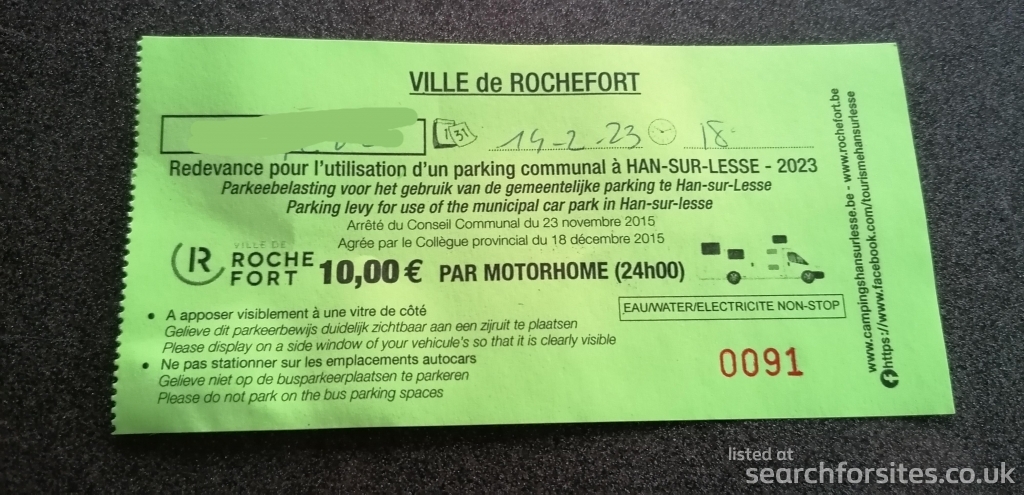 VILLE de ROCHEFORT
31 14-2-23 18
Redevance pour l'utilisation d'un parking communal à HAN-SUR-LESSE - 2023
Parkeebelasting voor het gebruik van de gemeentelijke parking te Han-sur-Lesse
Parking levy for use of the municipal car park in Han-sur-lesse
Arrêté du Conseil Communal du 23 novembre 2015
Agrée par le Collègue provincial du 18 décembre 2015
VILLE DE
ROCHE
FORT
10,00 € PAR MOTORHOME (24h00)
EAU/WATER/ELECTRICITE NON-STOP
• A apposer visiblement à une vitre de côté
Gelieve dit parkeerbewijs duidelijk zichtbaar aan een zijruit te plaatsen
Please display on a side window of your vehicule's so that it is clearly visible
• Ne pas stationner sur les emplacements autocars
Gelieve niet op de busparkeerplaatsen te parkeren
Please do not park on the bus parking spaces
0091
www.campingshansurlesse.be - www.rochefort.be
https://www.facebook.com/tourismehansurlesse
listed at
searchforsites.co.uk